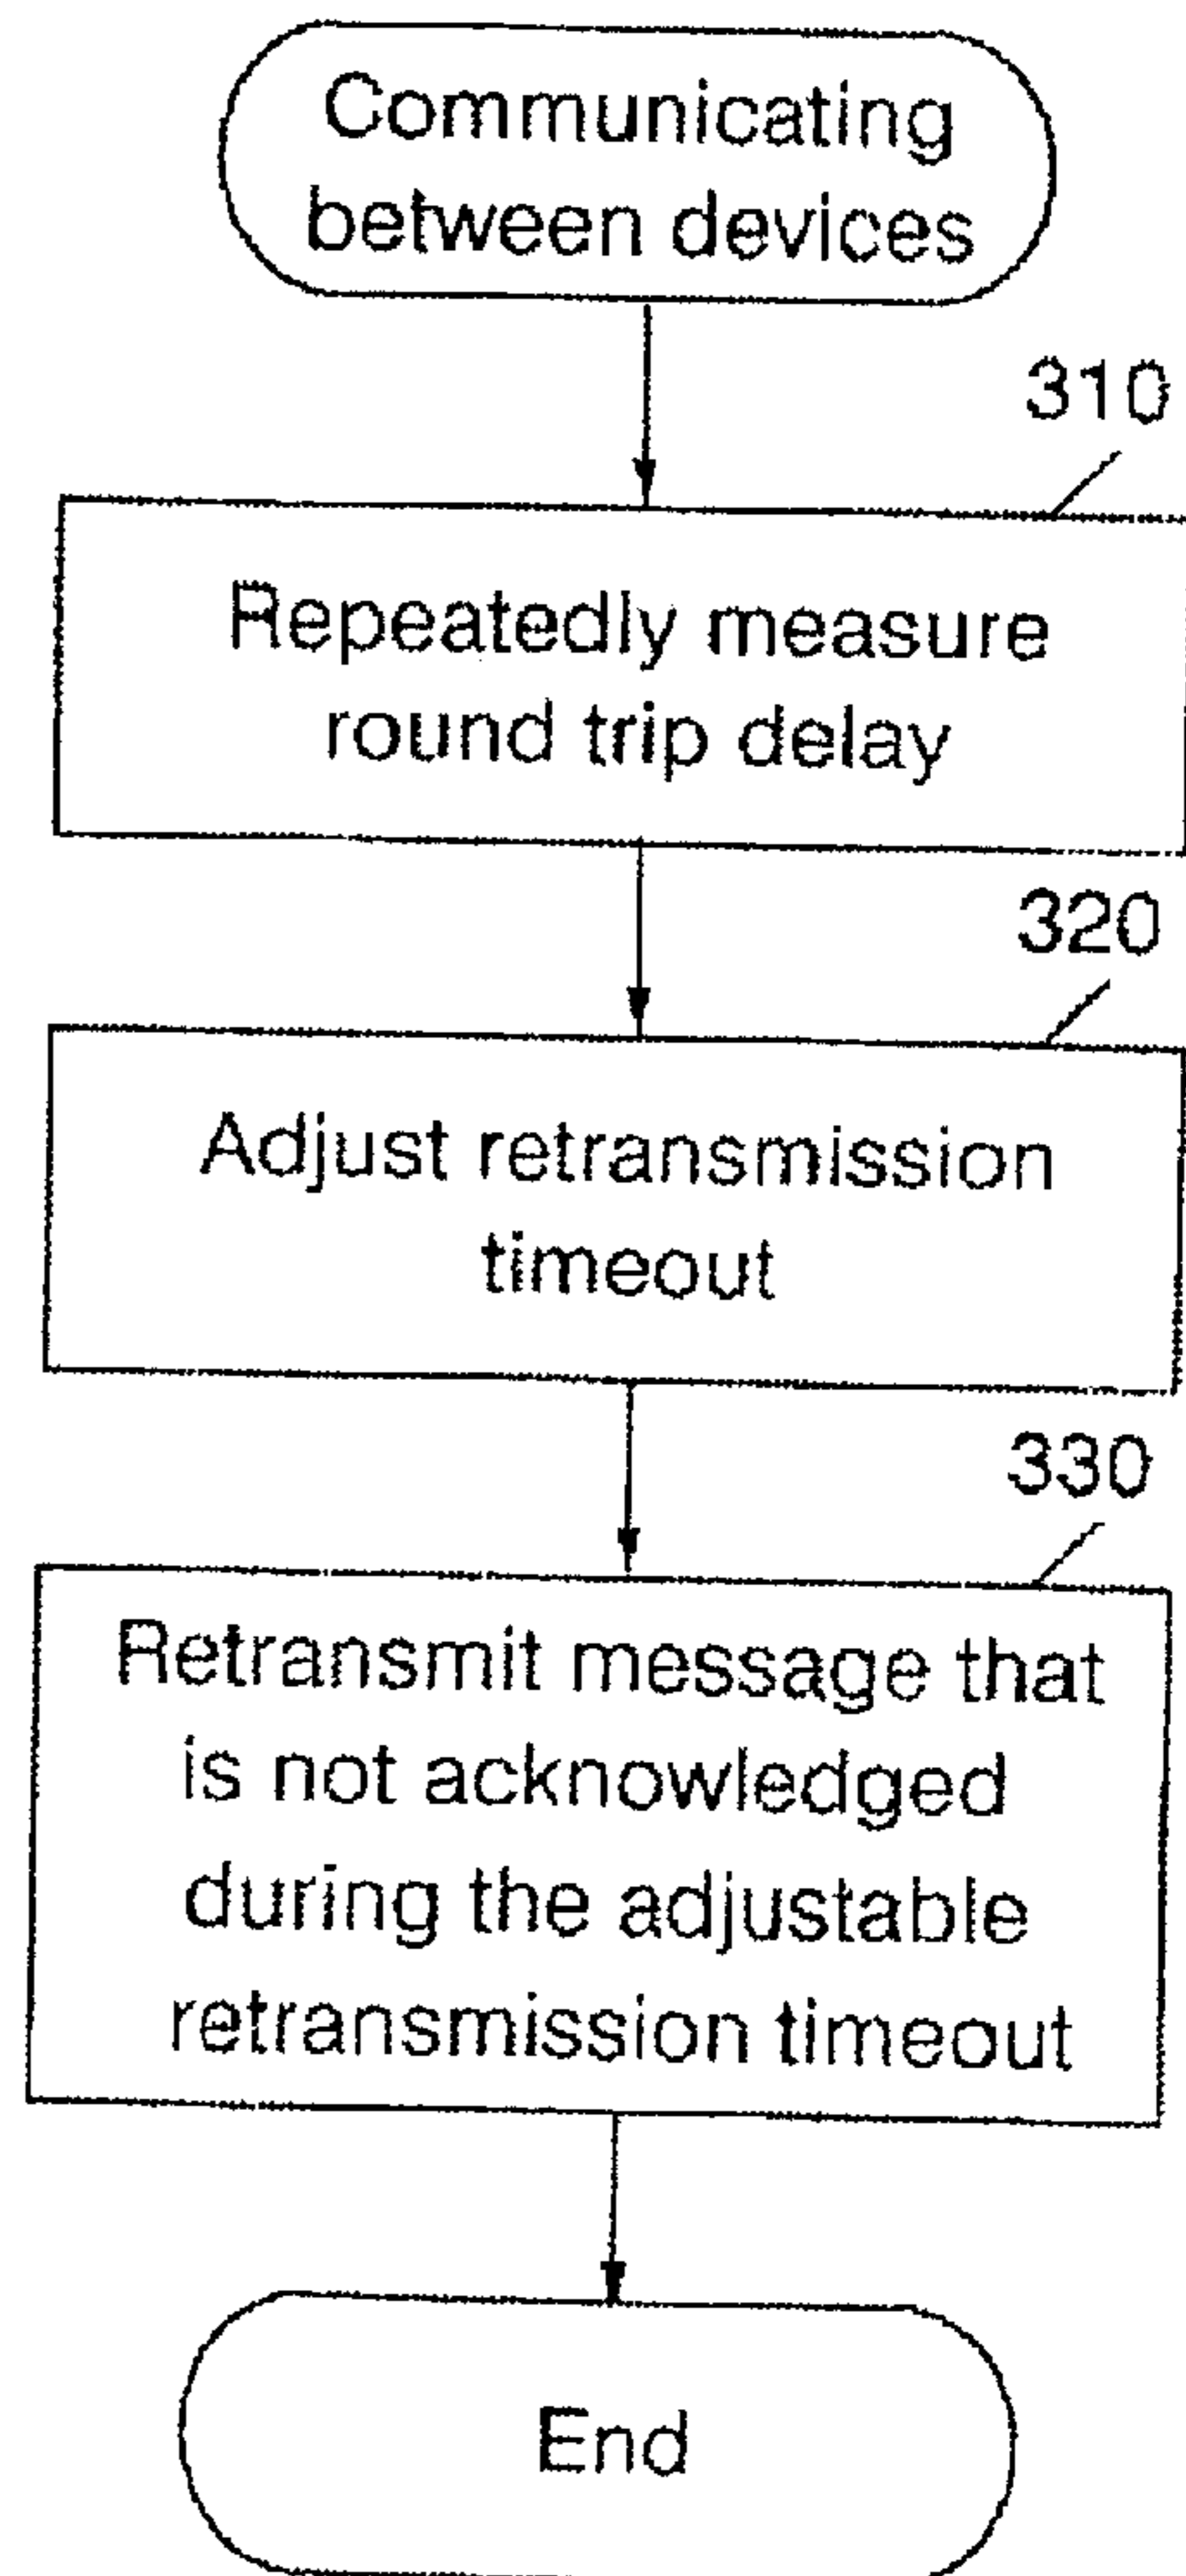 Communicating
between devices
310
Repeatedly measure
round trip delay
320
Adjust retransmission
timeout
330
Retransmit message that
is not acknowledged
during the adjustable
retransmission timeout
End